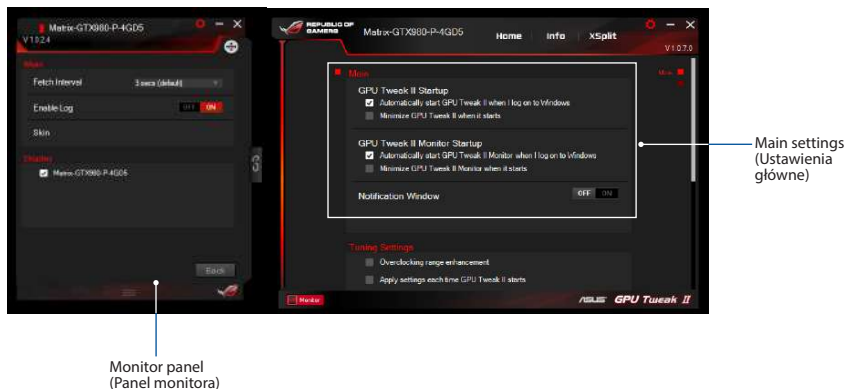 Matrix-GTX980-P-4GD5
V 1.0.2.4
Main
Fetch Interval
3 secs (default)
Enable Log
OFF ON
Skin
Display
Matrix-GTX980-P-4GD5
Back
REPUBLIC OF
GAMERS
Matrix-GTX980-P-4GD5
Home
Info
XSplit
V 1.0.7.0
Main
Main
GPU Tweak II Startup
Automatically start GPU Tweak II when I log on to Windows
Minimize GPU Tweak II when it starts
GPU Tweak II Monitor Startup
Automatically start GPU Tweak II Monitor when I log on to Windows
Minimize GPU Tweak II Monitor when it starts
Notification Window
OFF ON
Tuning Settings
Overclocking range enhancement
Apply settings each time GPU Tweak II starts
Monitor
ASUS GPU Tweak II
Main settings
(Ustawienia
główne)
Monitor panel
(Panel monitora)